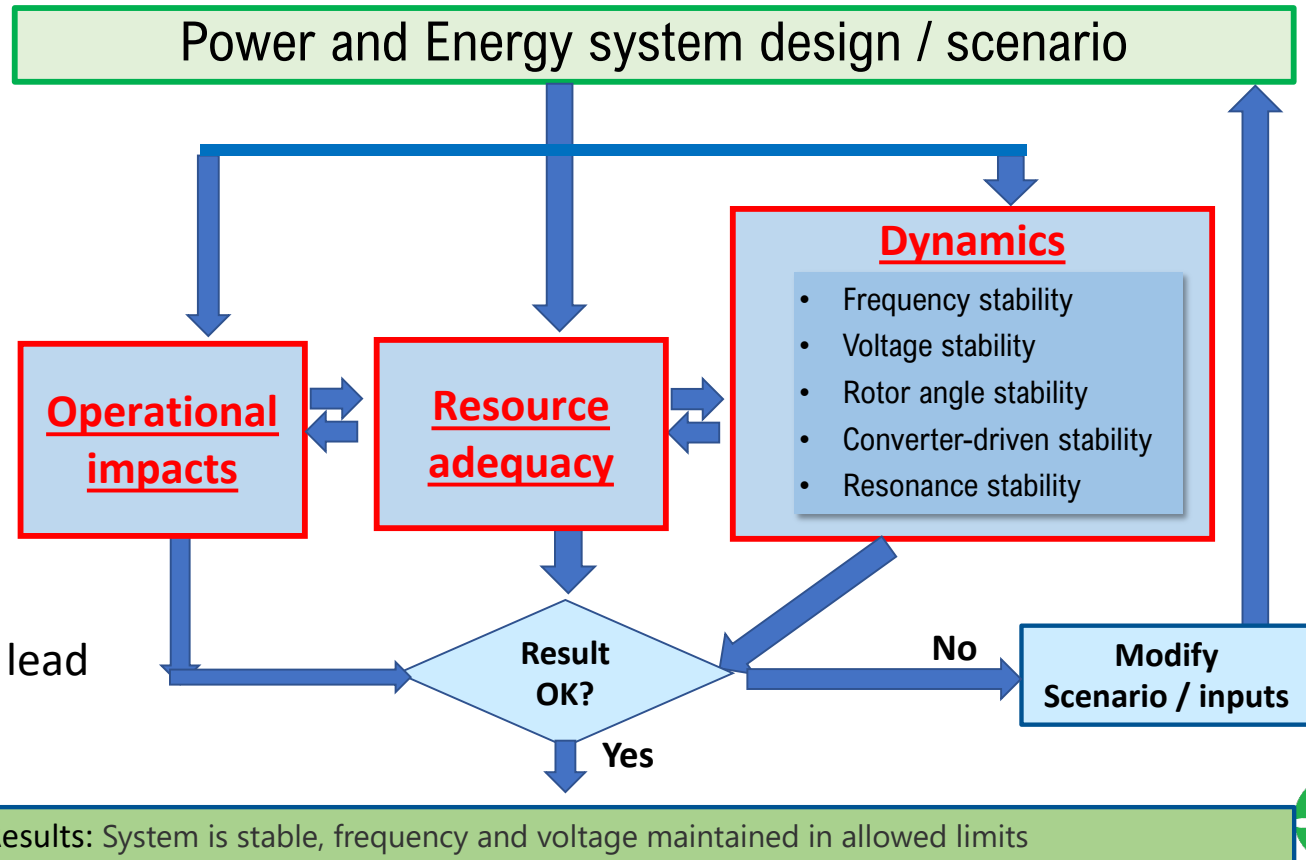 Power and Energy system design / scenario
Dynamics
• Frequency stability
• Voltage stability
• Rotor angle stability
• Converter-driven stability
• Resonance stability
Operational
impacts
Resource
adequacy
lead
Result
OK?
No
Modify
Scenario / inputs
Yes
esults: System is stable, frequency and voltage maintained in allowed limits